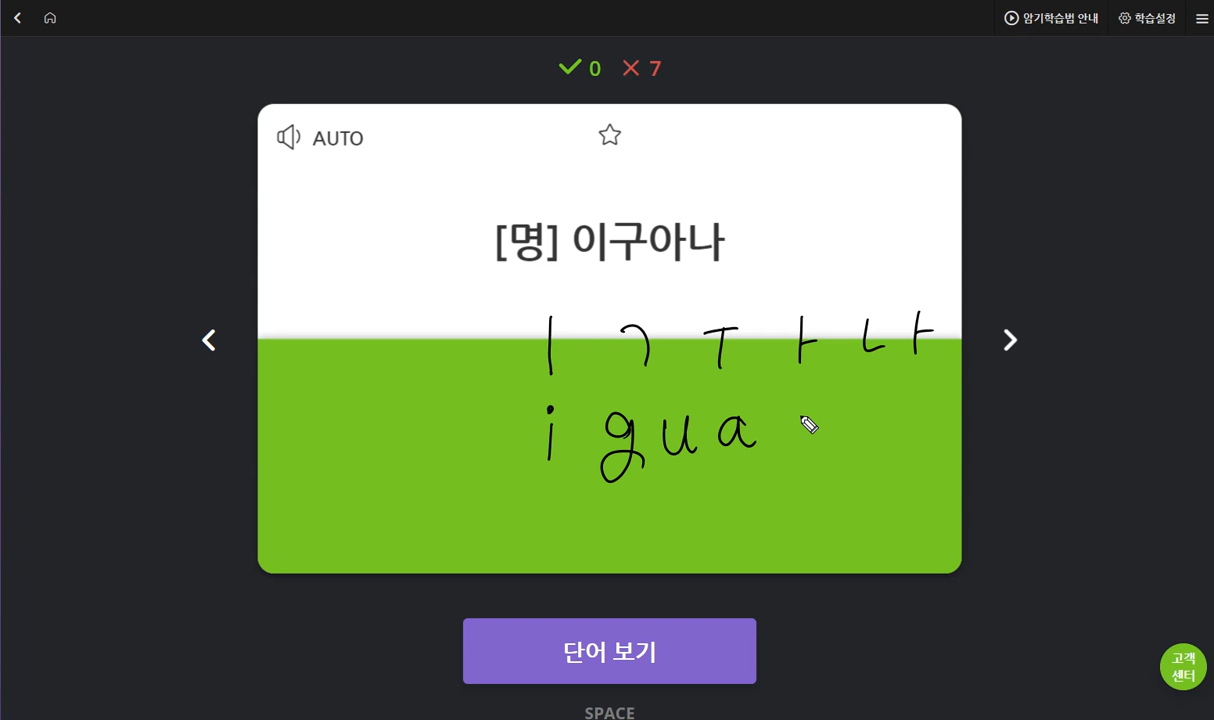 암기학습법 안내 학습설정
0 7
AUTO
[명] 이구아나
ㅣ ㄱ ㅜ ㅏ ㄴ ㅏ
i g u a
단어 보기
고객
센터
SPACE